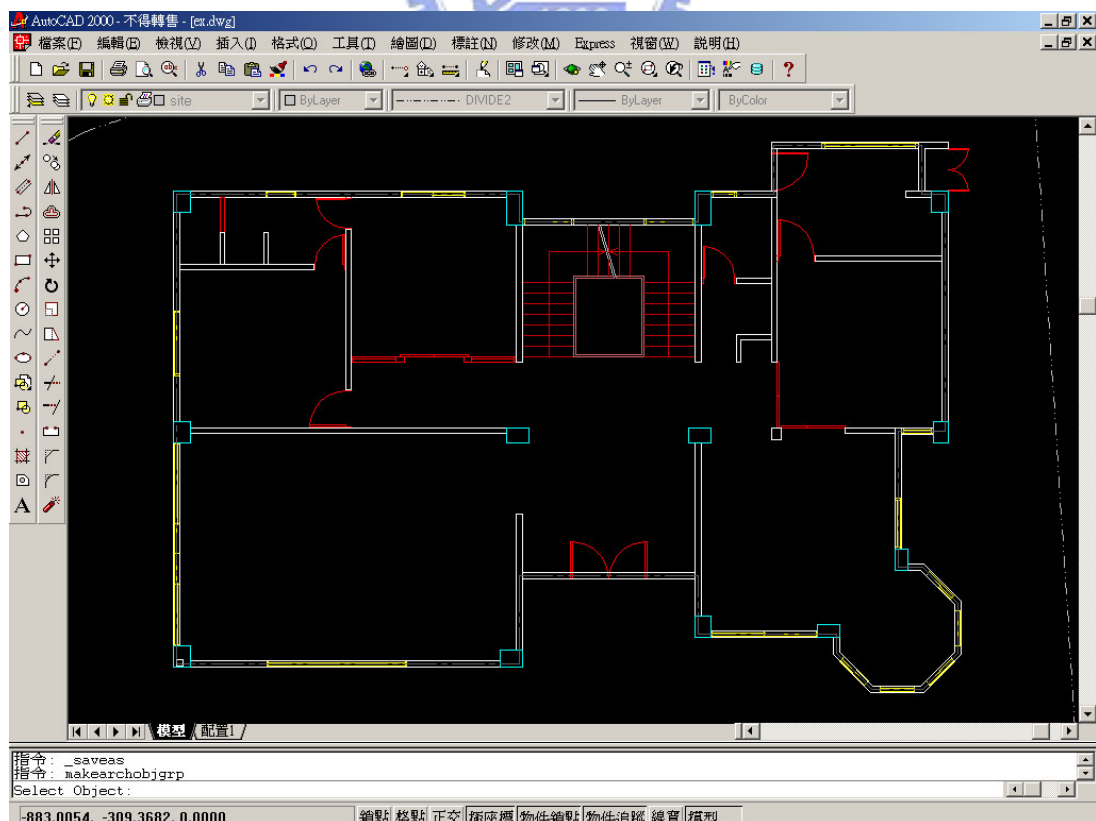 AutoCAD 2000 - 不得轉售 - [ex.dwg]
檔案(F) 編輯(E) 檢視(V) 插入(I) 格式(O) 工具(T) 繪圖(D) 標註(N) 修改(M) Express 視窗(W) 說明(H)
site ByLayer DIVIDE2 ByLayer ByColor
模型 配置1
指令: _saveas
指令: makearchobjgrp
Select Object:
-883.0054, -309.3682, 0.0000 鎖點 格點 正交 極座標 物件鎖點 物件追蹤 線寬 模型